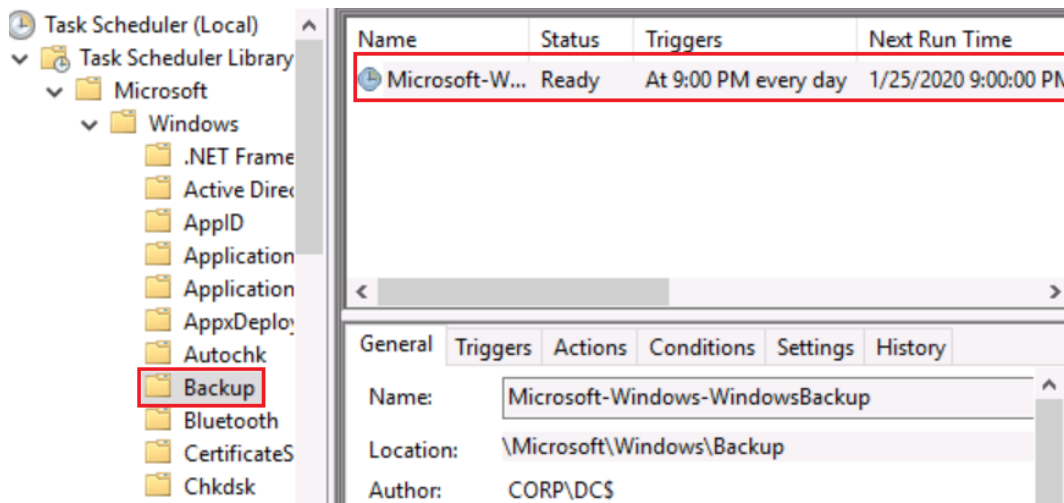 Task Scheduler (Local)
Task Scheduler Library
Microsoft
Windows
.NET Frame
Active Direc
AppID
Application
Application
AppxDeploy
Autochk
Backup
Bluetooth
CertificateS
Chkdsk
Name Status Triggers Next Run Time
Microsoft-W... Ready At 9:00 PM every day 1/25/2020 9:00:00 PM
General Triggers Actions Conditions Settings History
Name: Microsoft-Windows-WindowsBackup
Location: \Microsoft\Windows\Backup
Author: CORP\DC$